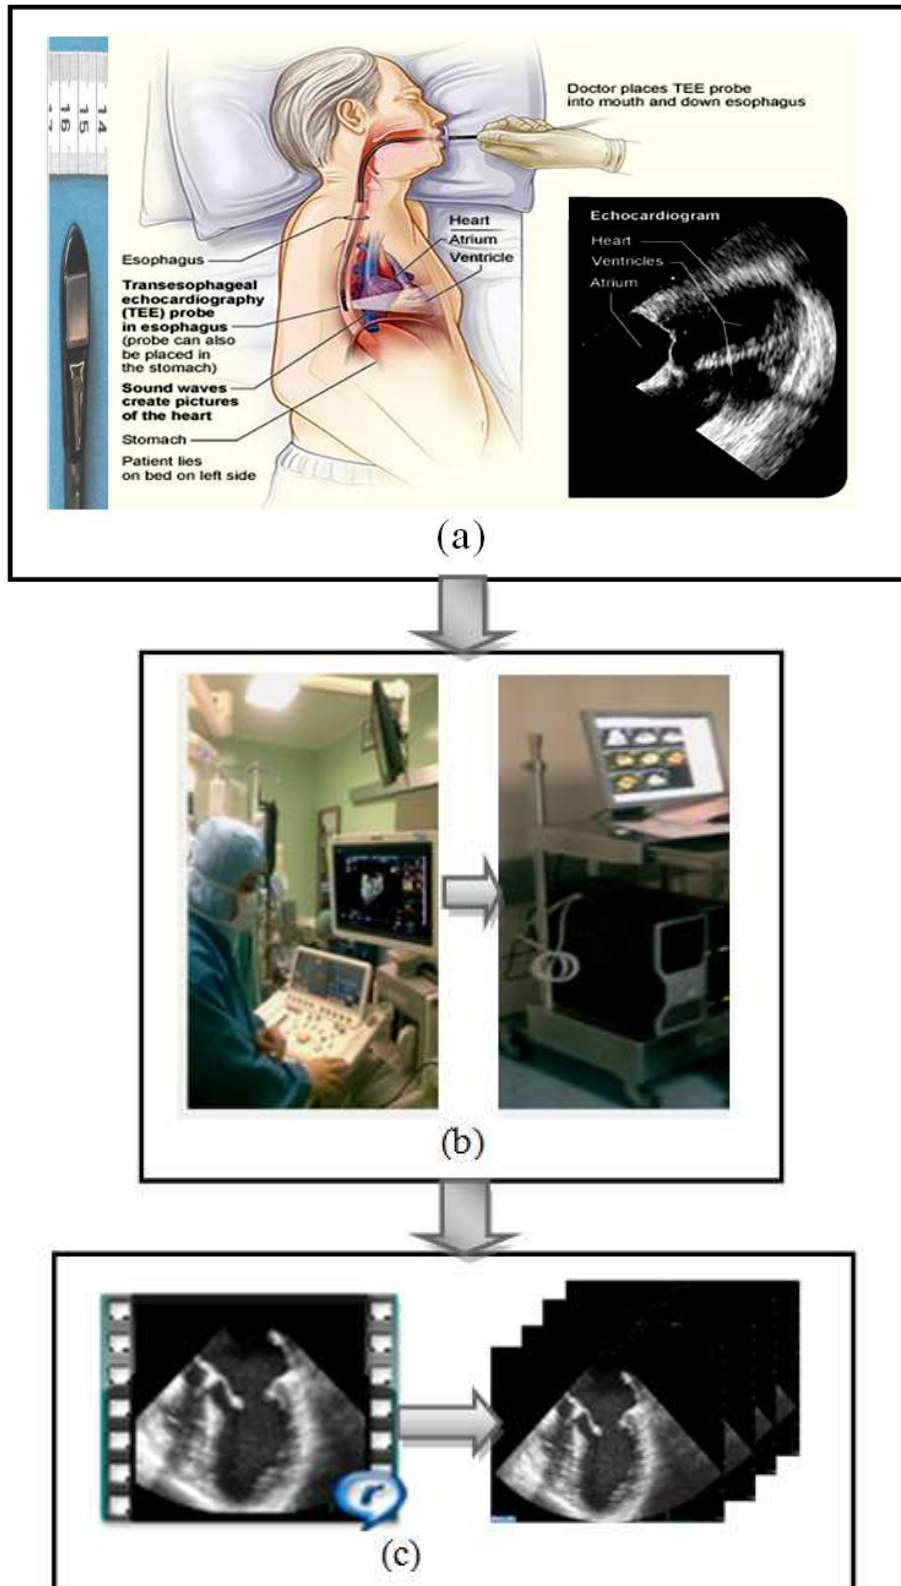 14
15
16
17
Doctor places TEE probe
into mouth and down esophagus
Heart
Atrium
Ventricle
Esophagus
Transesophageal
echocardiography
(TEE) probe
in esophagus
(probe can also
be placed in
the stomach)
Sound waves
create pictures
of the heart
Stomach
Patient lies
on bed on left side
Echocardiogram
Heart
Ventricles
Atrium
(a)
(b)
(c)